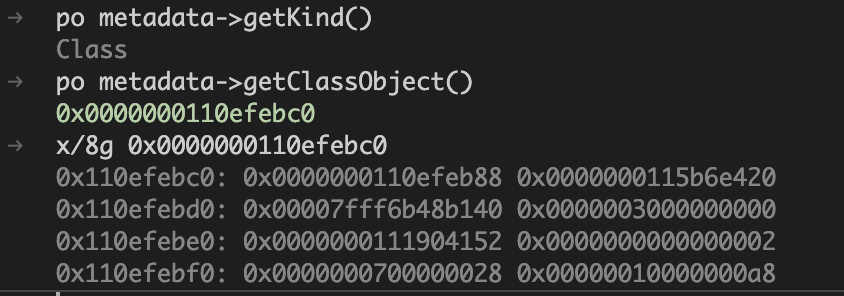 → po metadata->getKind()
Class
→ po metadata->getClassObject()
0x0000000110efebc0
→ x/8g 0x0000000110efebc0
0x110efebc0: 0x0000000110efeb88 0x0000000115b6e420
0x110efebd0: 0x00007fff6b48b140 0x0000003000000000
0x110efebe0: 0x0000000111904152 0x0000000000000002
0x110efebf0: 0x0000000700000028 0x00000010000000a8